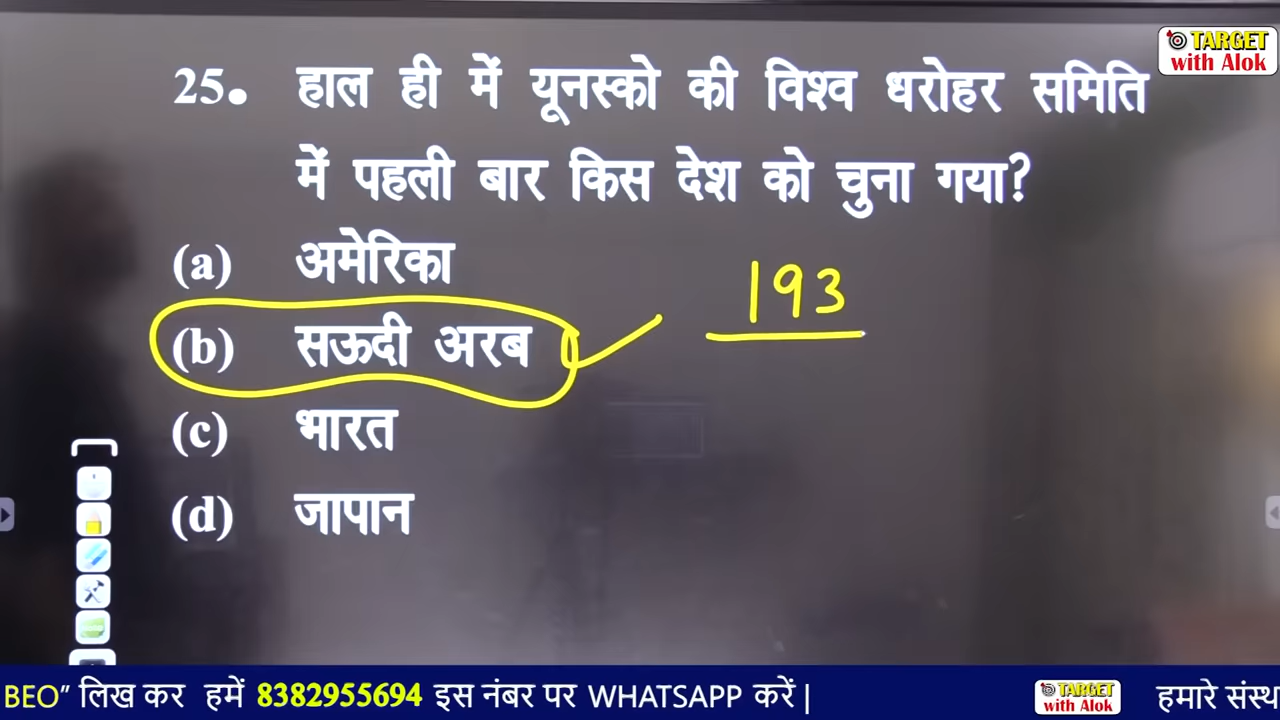 TARGET
with Alok
25. हाल ही में यूनस्को की विश्व धरोहर समिति
में पहली बार किस देश को चुना गया?
(a) अमेरिका
193
(b) सऊदी अरब
(c) भारत
(d) जापान
BEO” लिख कर हमें 8382955694 इस नंबर पर WHATSAPP करें |
TARGET
with Alok
हमारे संस्थ